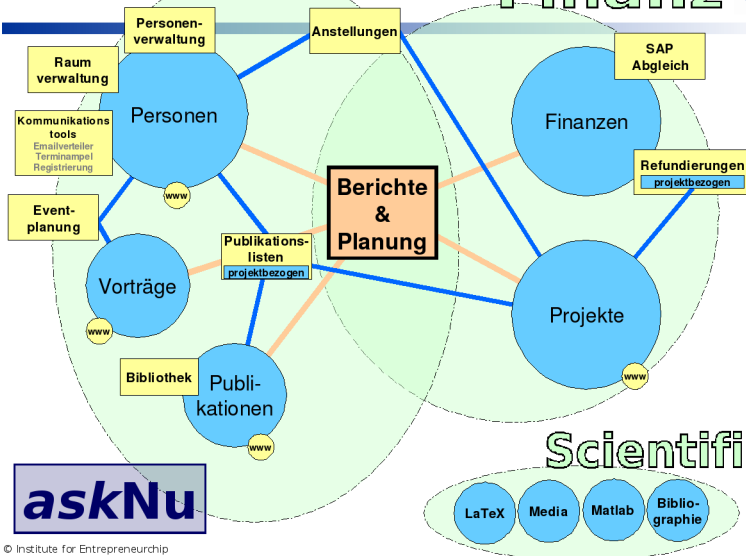 Finanz
Personen-
verwaltung
Anstellungen
SAP
Abgleich
Raum
verwaltung
Personen
Finanzen
Kommunikations
tools
Emailverteiler
Terminampel
Registrierung
Refundierungen
projektbezogen
www
Berichte
&
Planung
Event-
planung
Publikations-
listen
projektbezogen
Vorträge
www
Projekte
www
Bibliothek
Publi-
kationen
www
Scientifi
askNu
LaTeX
Media
Matlab
Biblio-
graphie
© Institute for Entrepreneurchip